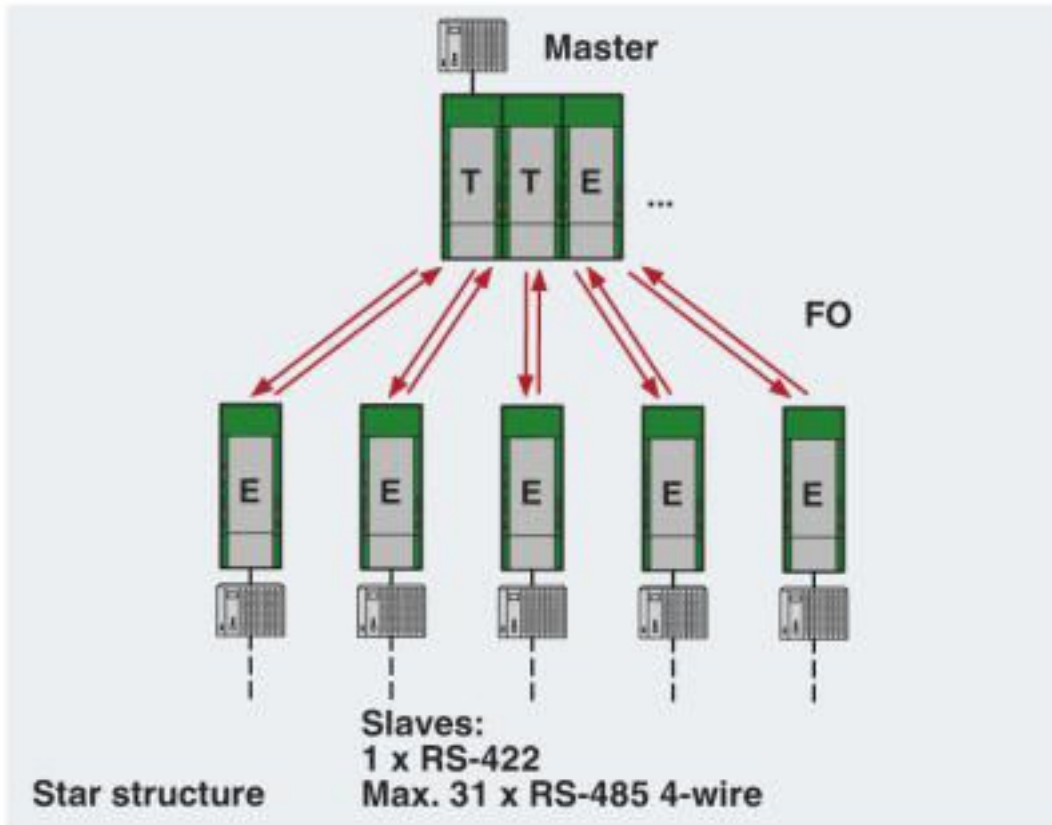 Master
T T E
...
FO
E E E E E
Slaves:
1 x RS-422
Star structure Max. 31 x RS-485 4-wire